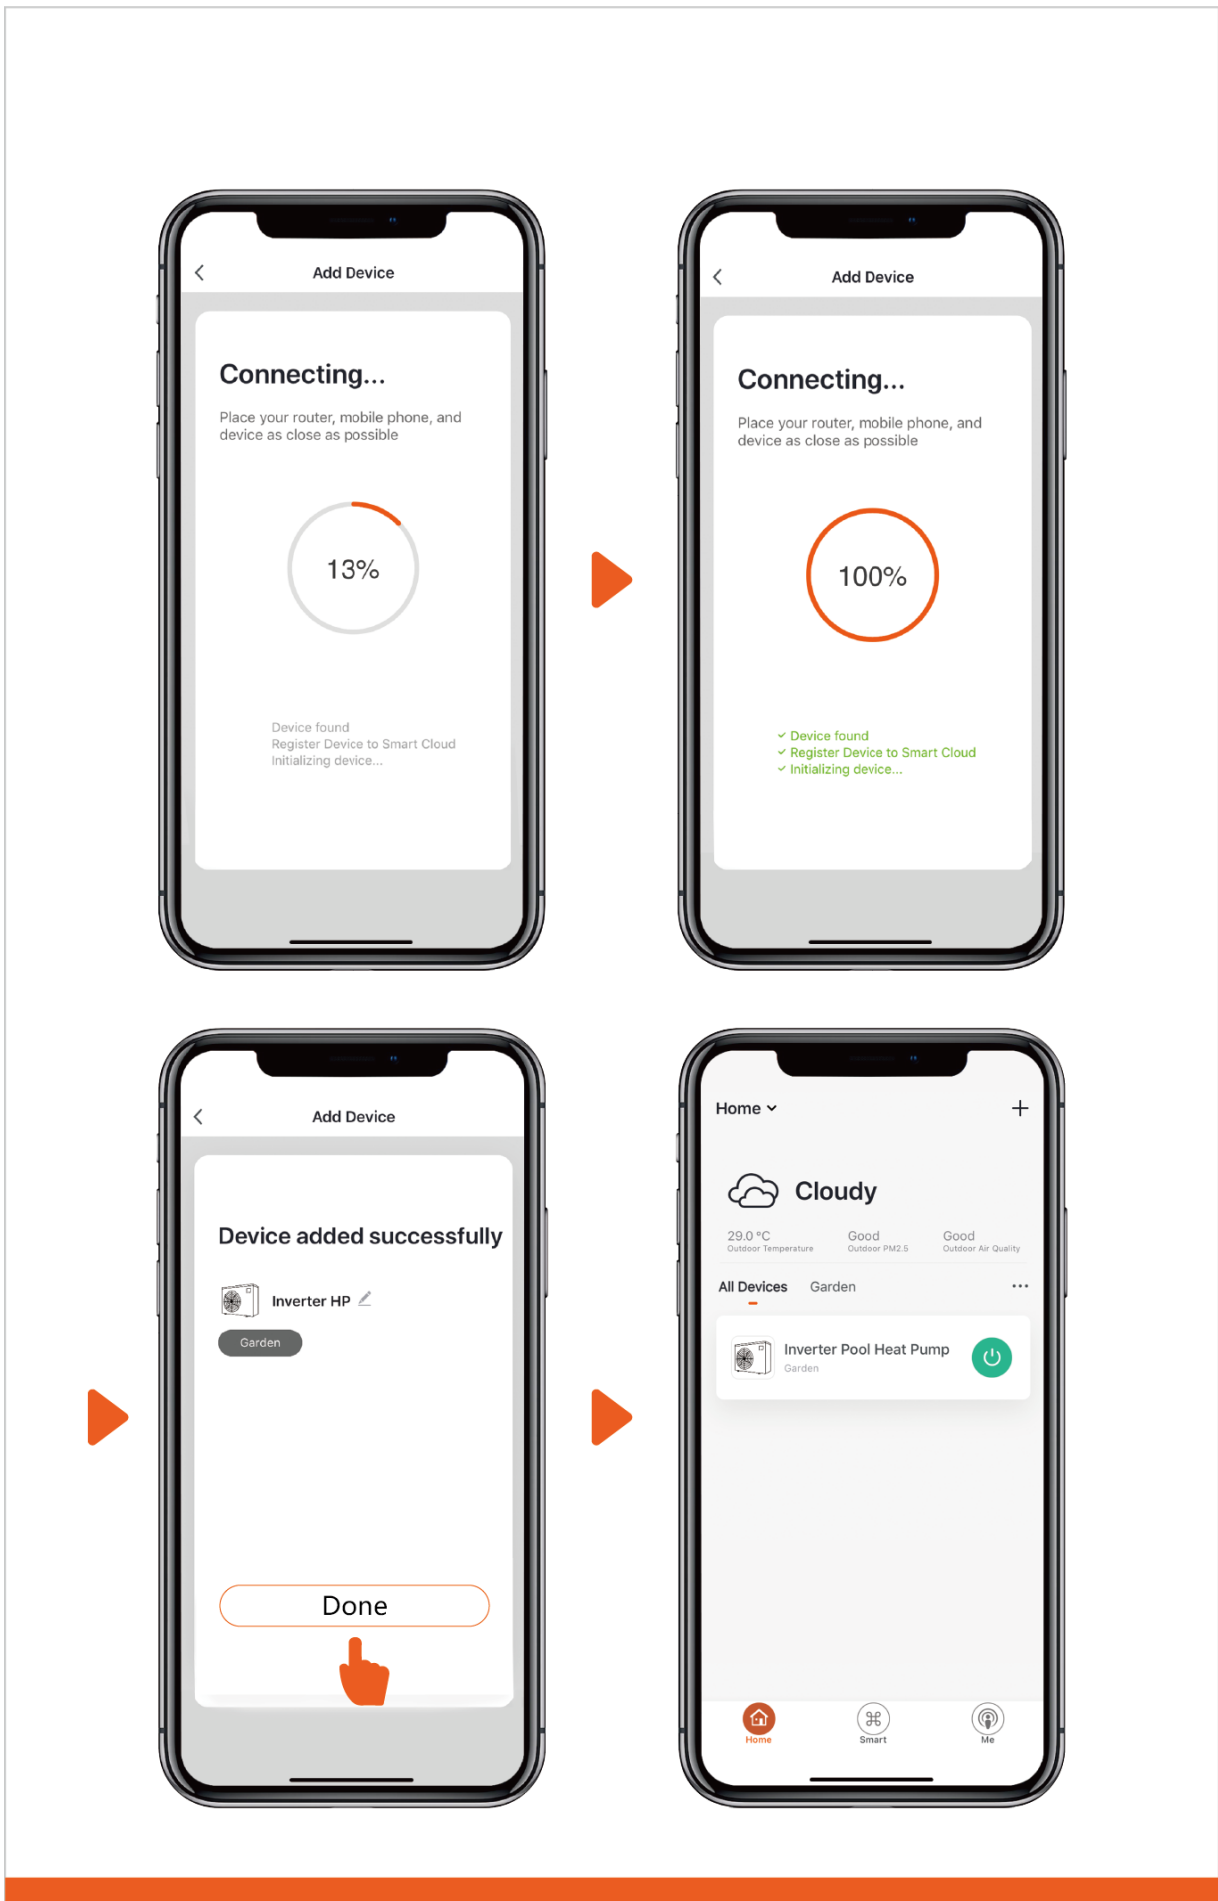 Add Device
Connecting...
Place your router, mobile phone, and
device as close as possible
13%
Device found
Register Device to Smart Cloud
Initializing device...
Add Device
Connecting...
Place your router, mobile phone, and
device as close as possible
100%
Device found
Register Device to Smart Cloud
Initializing device...
Add Device
Device added successfully
Inverter HP
Garden
Done
Home
Cloudy
29.0 °C Good Good
Outdoor Temperature Outdoor PM2.5 Outdoor Air Quality
All Devices Garden
Inverter Pool Heat Pump
Garden
Home Smart Me